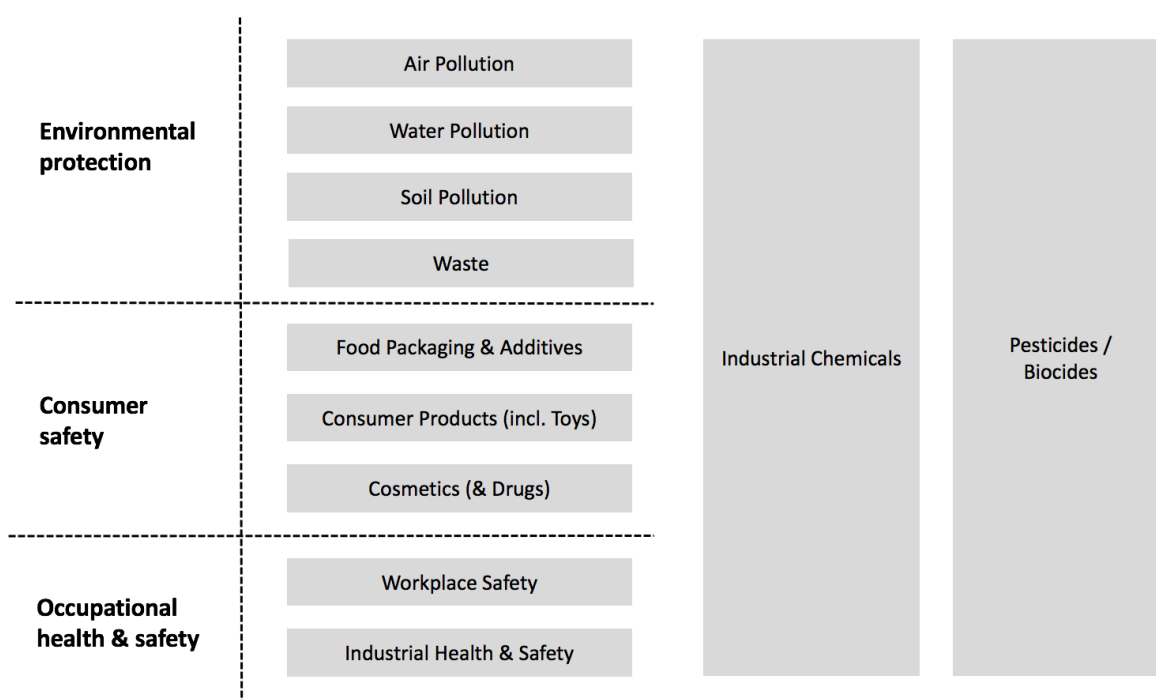 Environmental
protection
Air Pollution
Water Pollution
Soil Pollution
Waste
Consumer
safety
Food Packaging & Additives
Consumer Products (incl. Toys)
Cosmetics (& Drugs)
Occupational
health & safety
Workplace Safety
Industrial Health & Safety
Industrial Chemicals
Pesticides /
Biocides